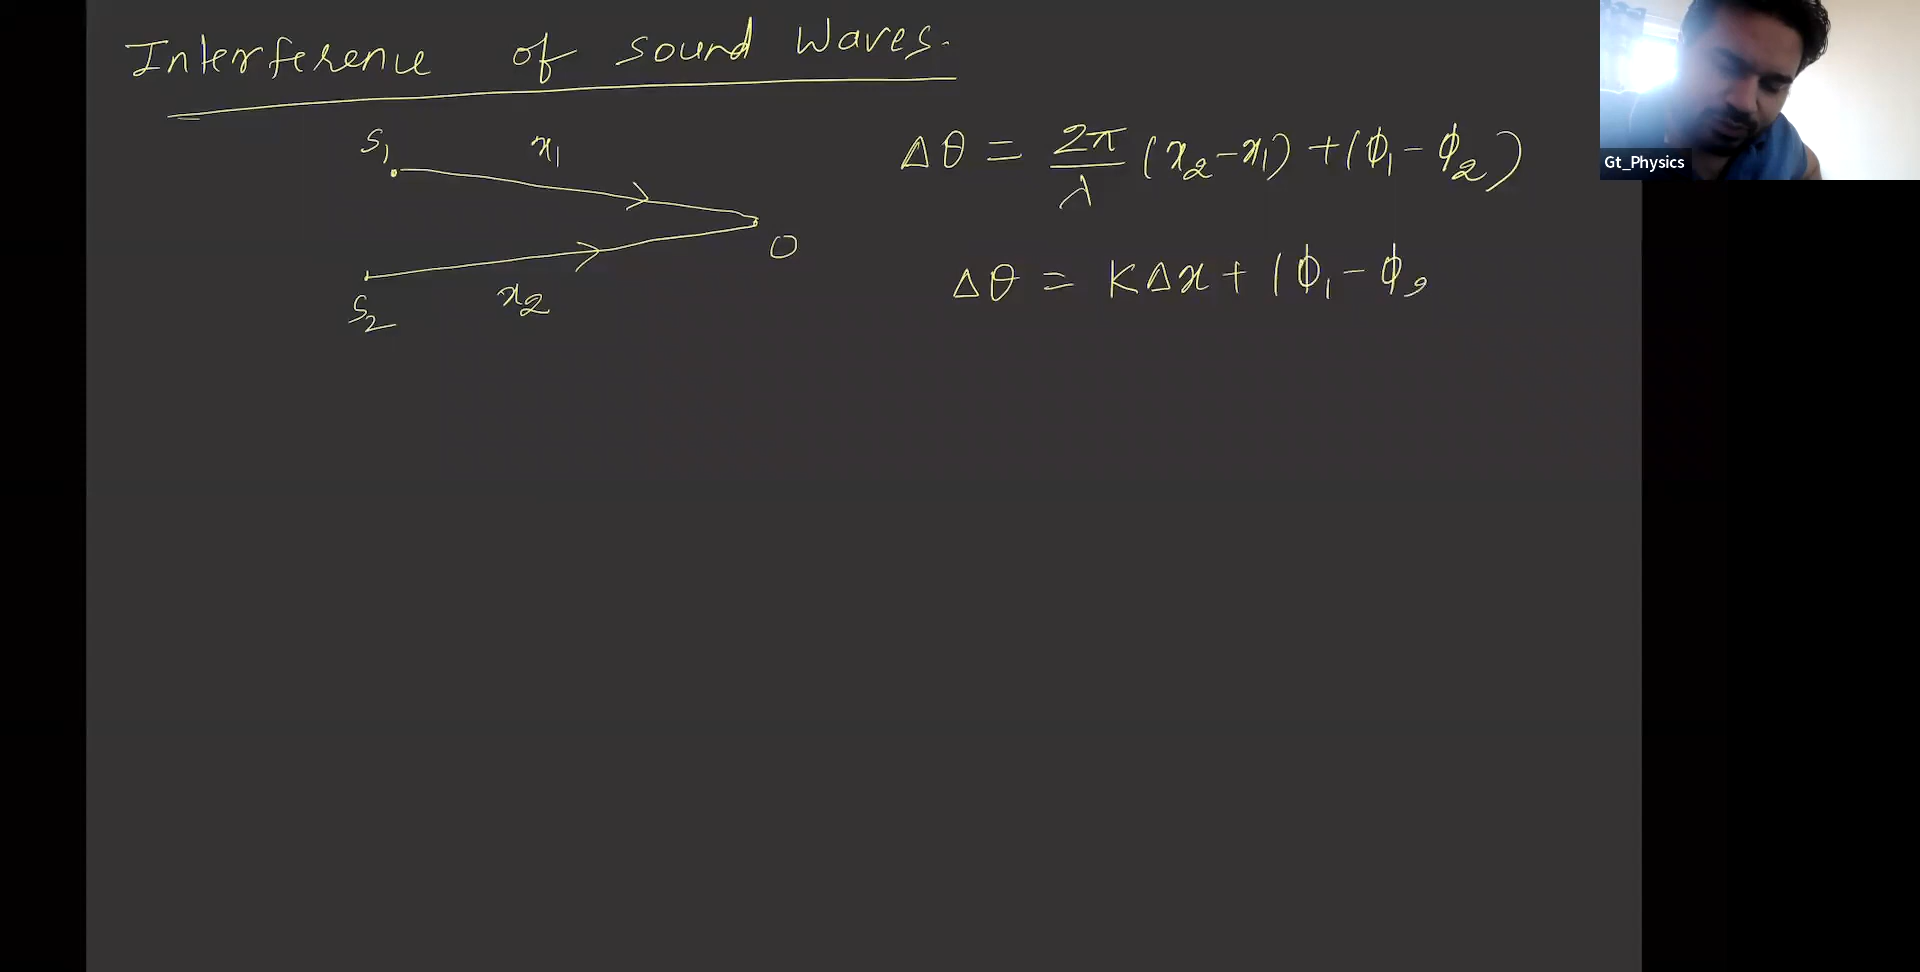 Interference of sound Waves.
S1 x1
Δθ = 2π/λ (x2-x1) + (ϕ1 - ϕ2)
Gt_Physics
O
Δθ = KΔx + (ϕ1 - ϕ2
S2 x2